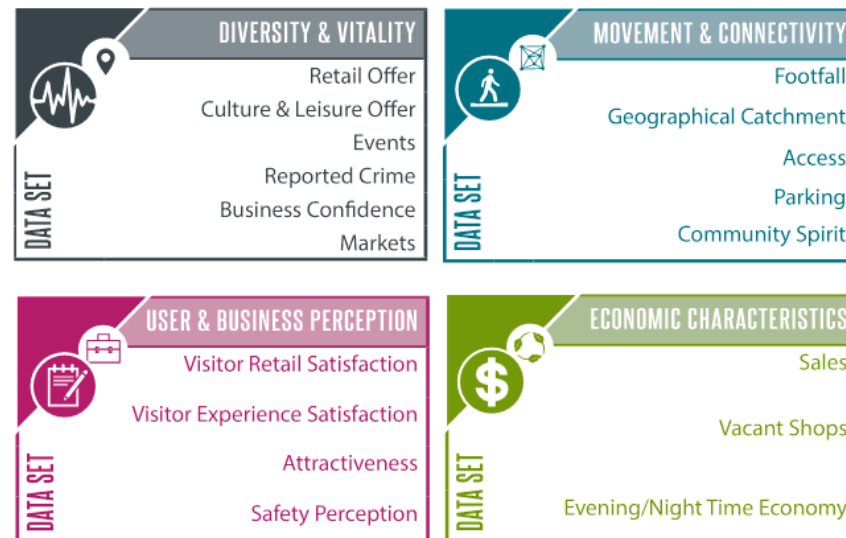 DIVERSITY & VITALITY
Retail Offer
Culture & Leisure Offer
Events
Reported Crime
Business Confidence
Markets
DATA SET
MOVEMENT & CONNECTIVITY
Footfall
Geographical Catchment
Access
Parking
Community Spirit
DATA SET
USER & BUSINESS PERCEPTION
Visitor Retail Satisfaction
Visitor Experience Satisfaction
Attractiveness
Safety Perception
DATA SET
ECONOMIC CHARACTERISTICS
Sales
Vacant Shops
Evening/Night Time Economy
DATA SET
$